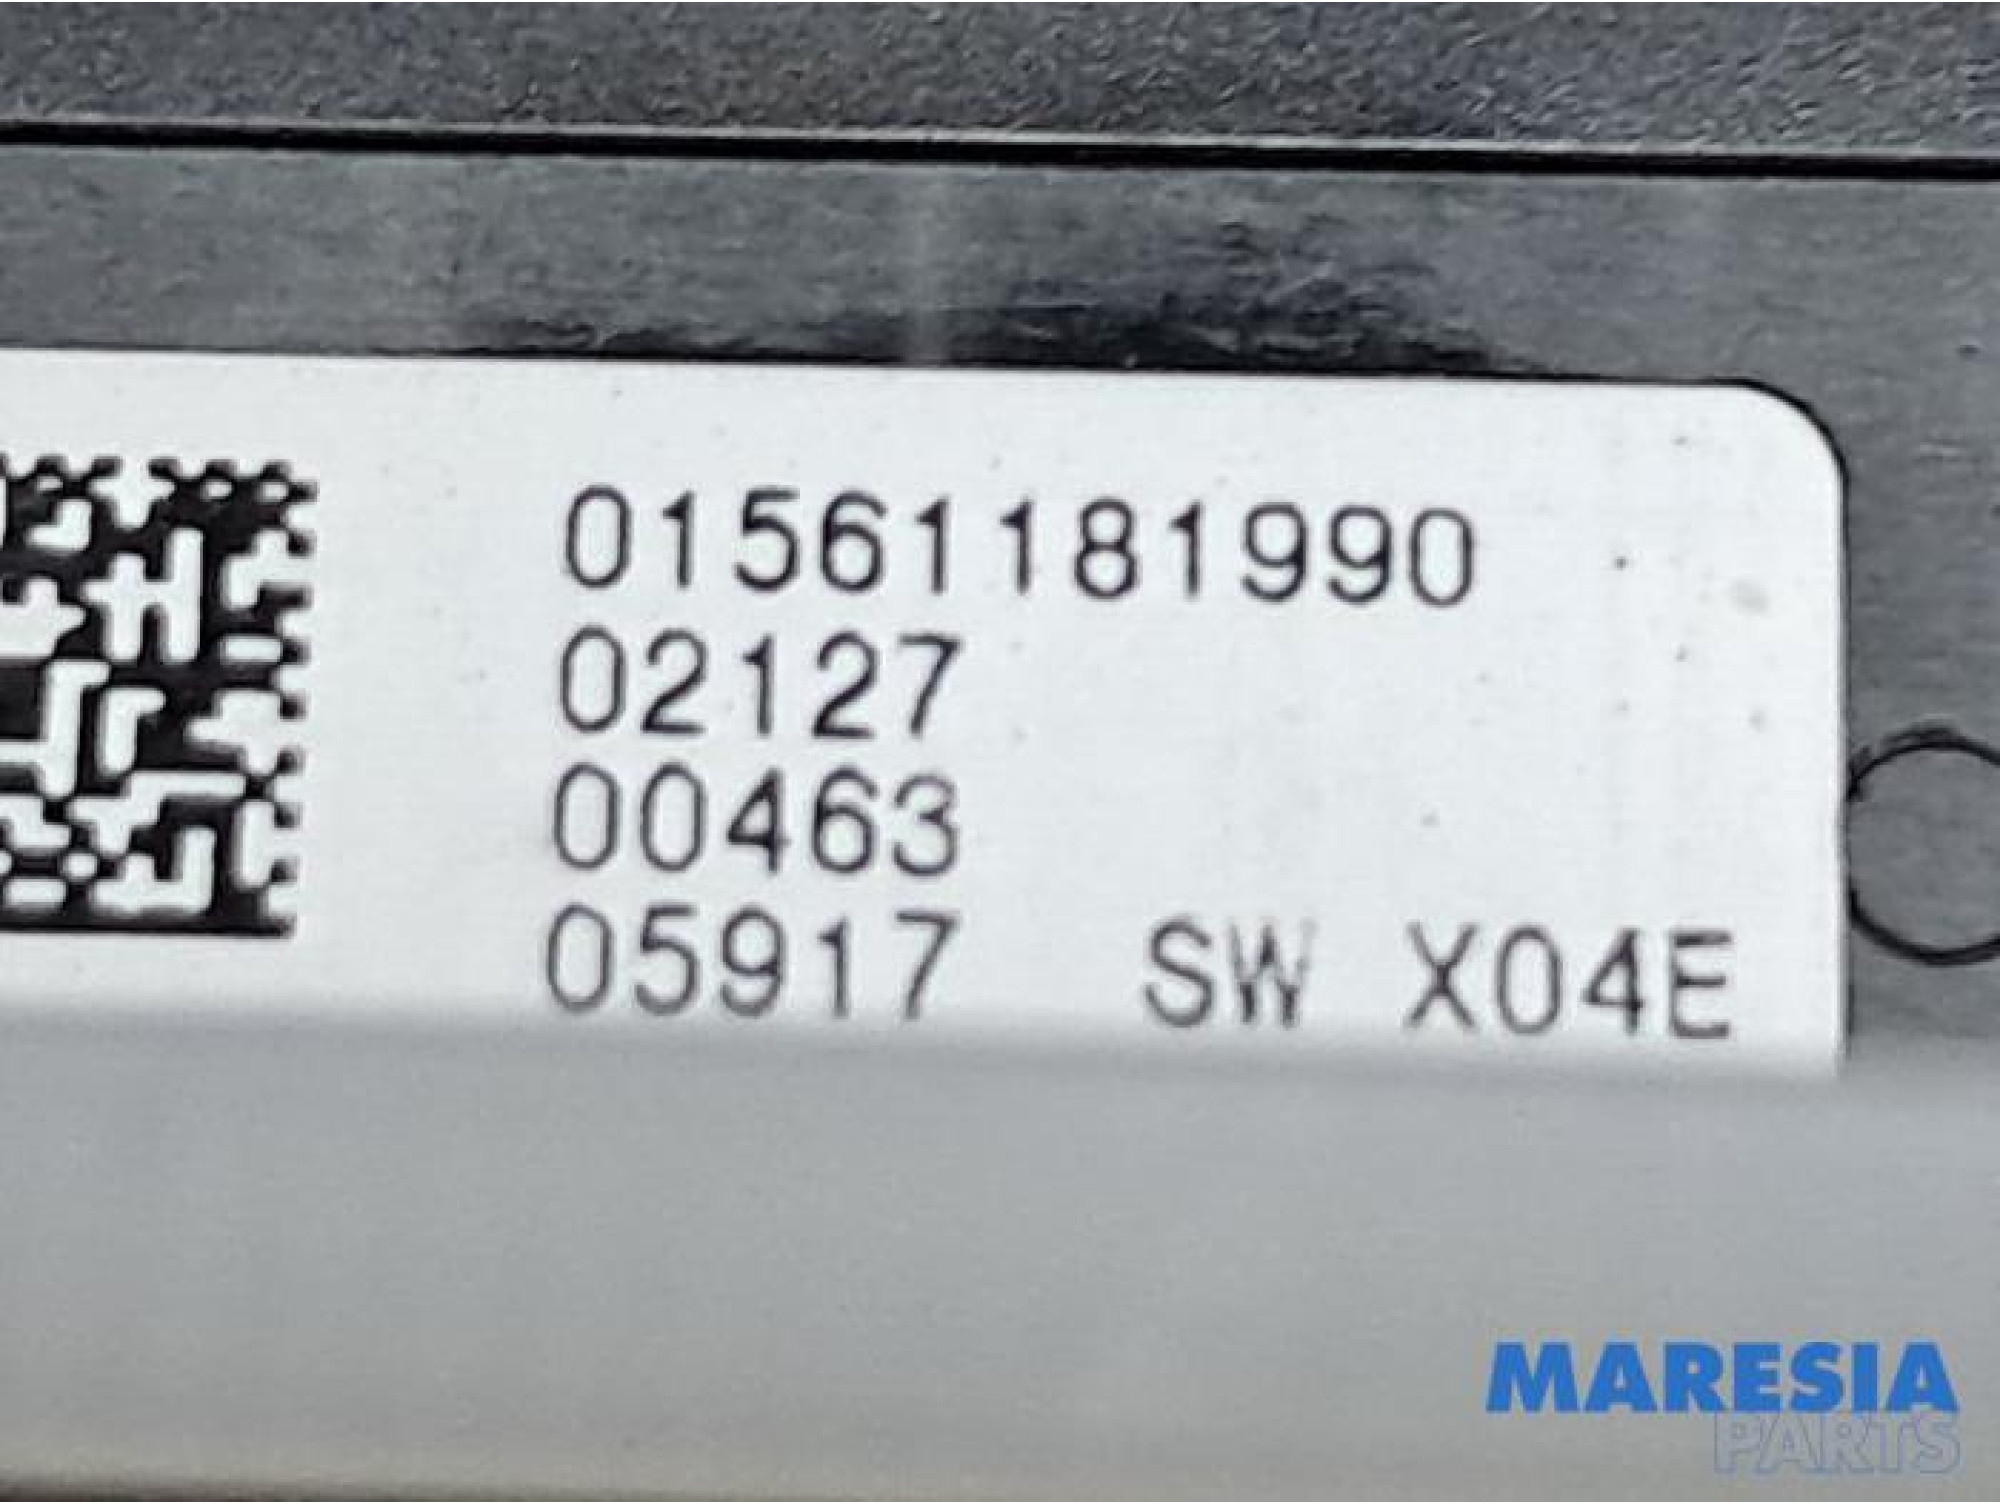 01561181990
02127
00463
05917 SW X04E
MARESIA
PARTS